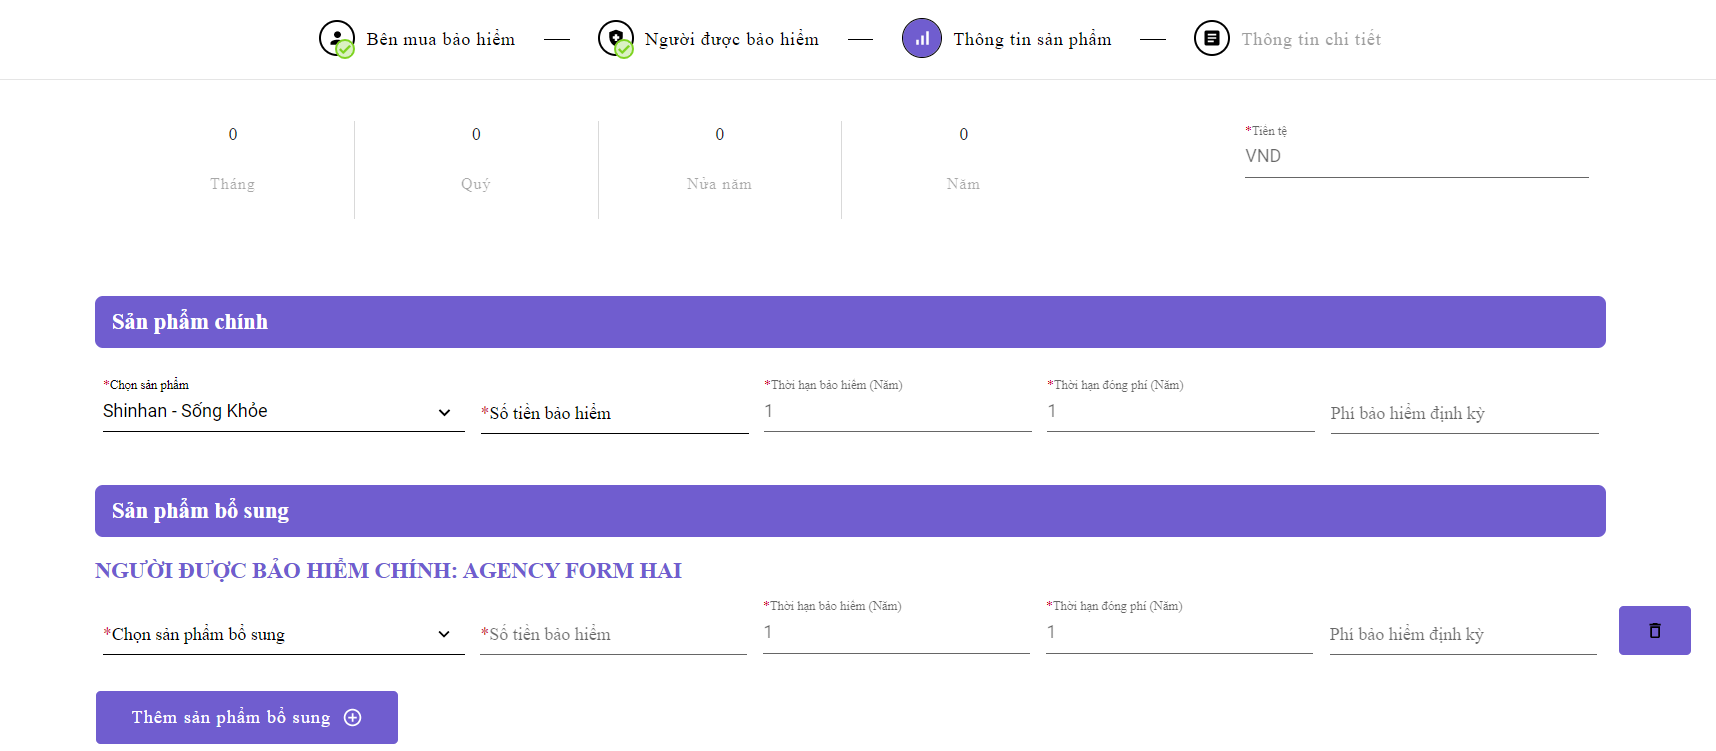 Bên mua bảo hiểm
Người được bảo hiểm
Thông tin sản phẩm
Thông tin chi tiết
0
0
0
0
Tháng
Quý
Nửa năm
Năm
*Tiền tệ
VND
Sản phẩm chính
*Chọn sản phẩm
Shinhan - Sống Khỏe
*Số tiền bảo hiểm
*Thời hạn bảo hiểm (Năm)
1
*Thời hạn đóng phí (Năm)
1
Phí bảo hiểm định kỳ
Sản phẩm bổ sung
NGƯỜI ĐƯỢC BẢO HIỂM CHÍNH: AGENCY FORM HAI
*Chọn sản phẩm bổ sung
*Số tiền bảo hiểm
*Thời hạn bảo hiểm (Năm)
1
*Thời hạn đóng phí (Năm)
1
Phí bảo hiểm định kỳ
Thêm sản phẩm bổ sung